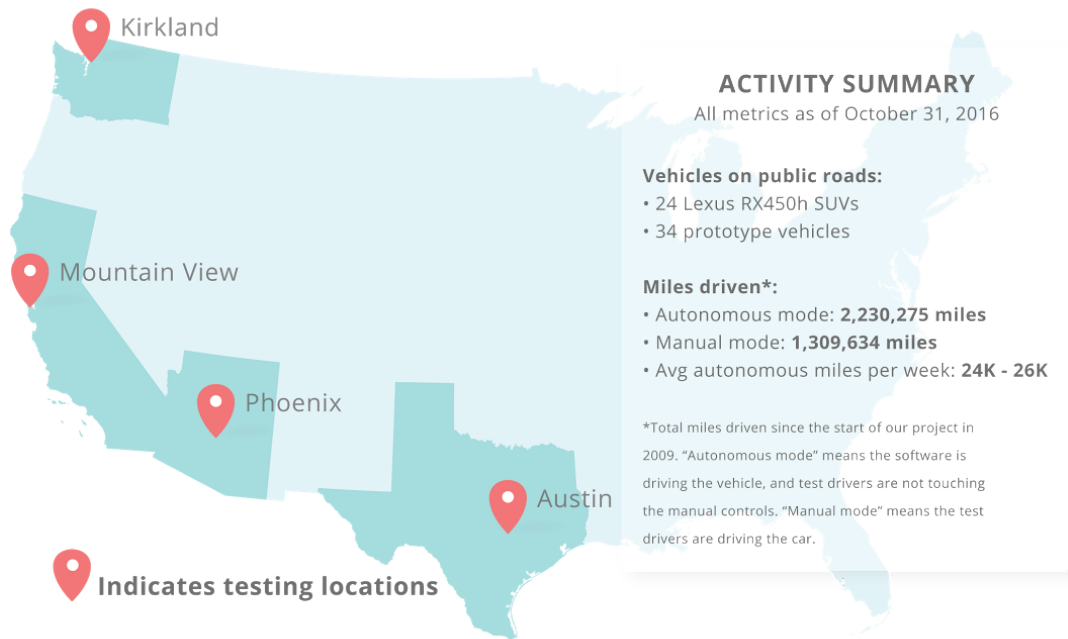 Kirkland
Mountain View
Phoenix
Austin
Indicates testing locations
ACTIVITY SUMMARY
All metrics as of October 31, 2016
Vehicles on public roads:
• 24 Lexus RX450h SUVs
• 34 prototype vehicles
Miles driven*:
• Autonomous mode: 2,230,275 miles
• Manual mode: 1,309,634 miles
• Avg autonomous miles per week: 24K - 26K
*Total miles driven since the start of our project in
2009. “Autonomous mode” means the software is
driving the vehicle, and test drivers are not touching
the manual controls. “Manual mode” means the test
drivers are driving the car.